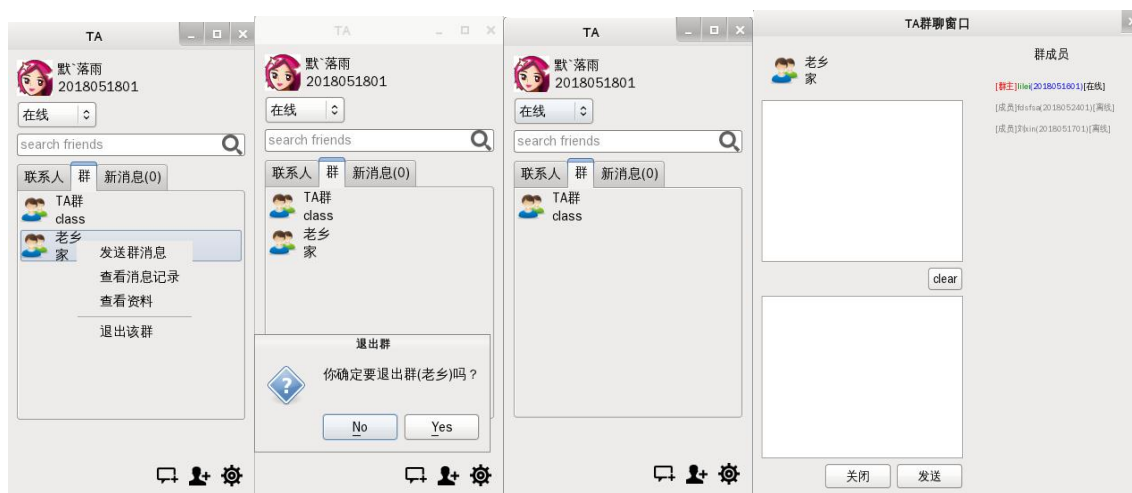 TA
默`落雨
2018051801
在线
search friends
联系人 群 新消息(0)
TA群
class
老乡
家
发送群消息
查看消息记录
查看资料
退出该群
TA
默`落雨
2018051801
在线
search friends
联系人 群 新消息(0)
TA群
class
老乡
家
退出群
你确定要退出群(老乡)吗？
No Yes
TA
默`落雨
2018051801
在线
search friends
联系人 群 新消息(0)
TA群
class
TA群聊窗口
老乡
家
clear
关闭 发送
群成员
[群主]lilei(2018051601)[在线]
[成员]fdsfsa(2018052401)[离线]
[成员]刘xin(2018051701)[离线]